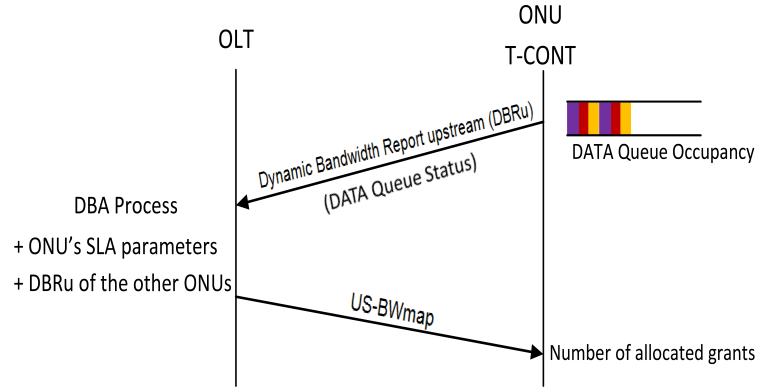 OLT
ONU
T-CONT
Dynamic Bandwidth Report upstream (DBRu)
(DATA Queue Status)
DATA Queue Occupancy
DBA Process
+ ONU’s SLA parameters
+ DBRu of the other ONUs
US-BWmap
Number of allocated grants